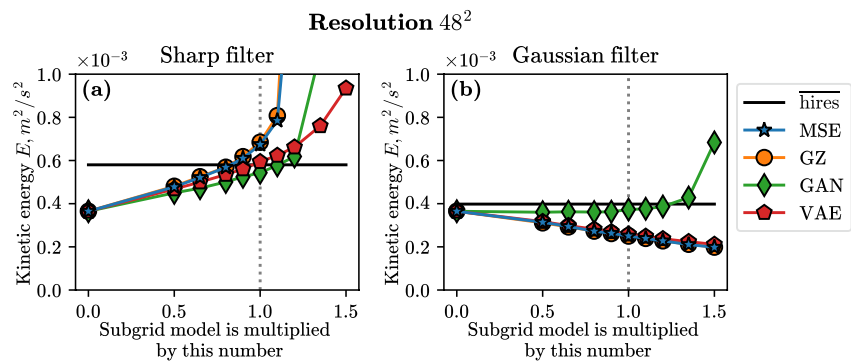 Resolution 48²
Sharp filter
×10⁻³
(a)
Kinetic energy E, m²/s²
1.0
0.8
0.6
0.4
0.2
0.0
0.0 0.5 1.0 1.5
Subgrid model is multiplied
by this number
Gaussian filter
×10⁻³
(b)
Kinetic energy E, m²/s²
1.0
0.8
0.6
0.4
0.2
0.0
0.0 0.5 1.0 1.5
Subgrid model is multiplied
by this number
hires
MSE
GZ
GAN
VAE